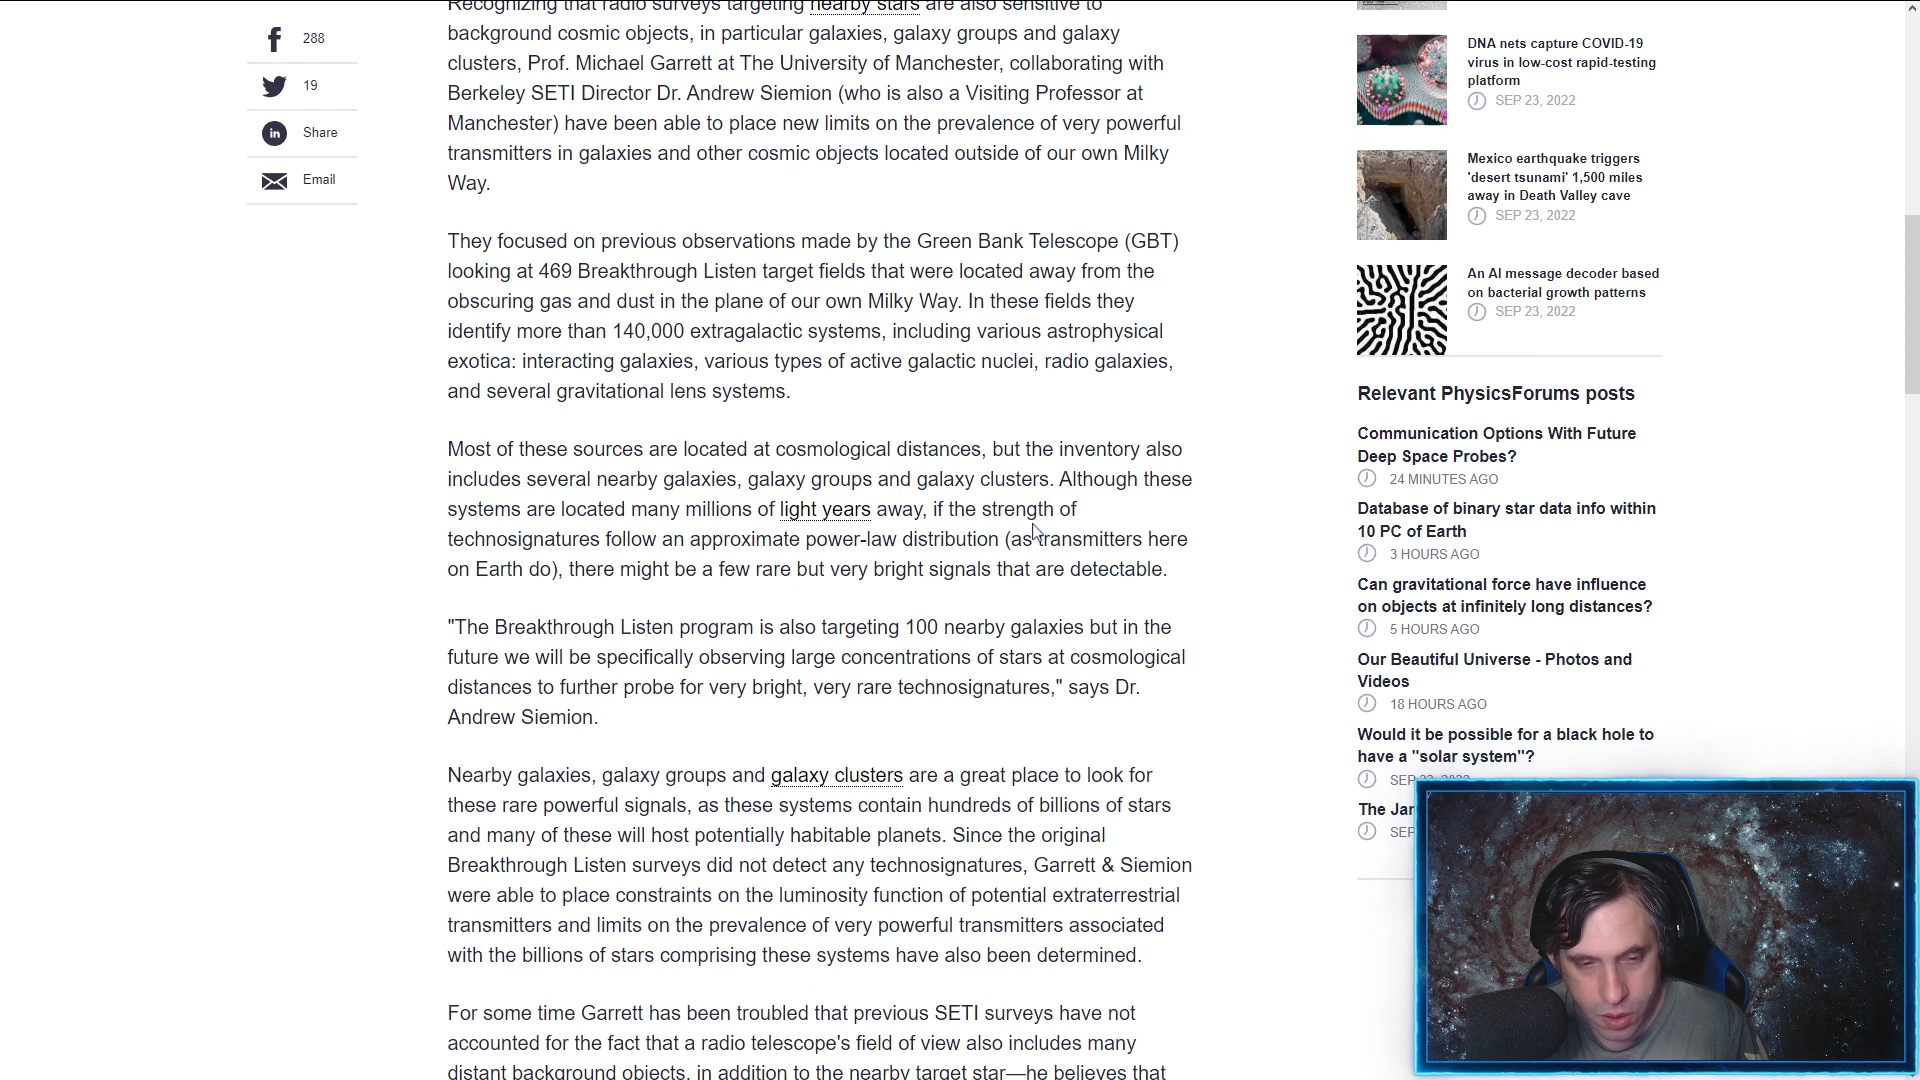 Recognizing that radio surveys targeting nearby stars are also sensitive to
background cosmic objects, in particular galaxies, galaxy groups and galaxy
clusters, Prof. Michael Garrett at The University of Manchester, collaborating with
Berkeley SETI Director Dr. Andrew Siemion (who is also a Visiting Professor at
Manchester) have been able to place new limits on the prevalence of very powerful
transmitters in galaxies and other cosmic objects located outside of our own Milky
Way.
They focused on previous observations made by the Green Bank Telescope (GBT)
looking at 469 Breakthrough Listen target fields that were located away from the
obscuring gas and dust in the plane of our own Milky Way. In these fields they
identify more than 140,000 extragalactic systems, including various astrophysical
exotica: interacting galaxies, various types of active galactic nuclei, radio galaxies,
and several gravitational lens systems.
Most of these sources are located at cosmological distances, but the inventory also
includes several nearby galaxies, galaxy groups and galaxy clusters. Although these
systems are located many millions of light years away, if the strength of
technosignatures follow an approximate power-law distribution (as transmitters here
on Earth do), there might be a few rare but very bright signals that are detectable.
"The Breakthrough Listen program is also targeting 100 nearby galaxies but in the
future we will be specifically observing large concentrations of stars at cosmological
distances to further probe for very bright, very rare technosignatures," says Dr.
Andrew Siemion.
Nearby galaxies, galaxy groups and galaxy clusters are a great place to look for
these rare powerful signals, as these systems contain hundreds of billions of stars
and many of these will host potentially habitable planets. Since the original
Breakthrough Listen surveys did not detect any technosignatures, Garrett & Siemion
were able to place constraints on the luminosity function of potential extraterrestrial
transmitters and limits on the prevalence of very powerful transmitters associated
with the billions of stars comprising these systems have also been determined.
For some time Garrett has been troubled that previous SETI surveys have not
accounted for the fact that a radio telescope's field of view also includes many
distant background objects, in addition to the nearby target star—he believes that
288
19
Share
Email
DNA nets capture COVID-19
virus in low-cost rapid-testing
platform
SEP 23, 2022
Mexico earthquake triggers
'desert tsunami' 1,500 miles
away in Death Valley cave
SEP 23, 2022
An AI message decoder based
on bacterial growth patterns
SEP 23, 2022
Relevant PhysicsForums posts
Communication Options With Future
Deep Space Probes?
24 MINUTES AGO
Database of binary star data info within
10 PC of Earth
3 HOURS AGO
Can gravitational force have influence
on objects at infinitely long distances?
5 HOURS AGO
Our Beautiful Universe - Photos and
Videos
18 HOURS AGO
Would it be possible for a black hole to
have a "solar system"?
SEP
The
SEP